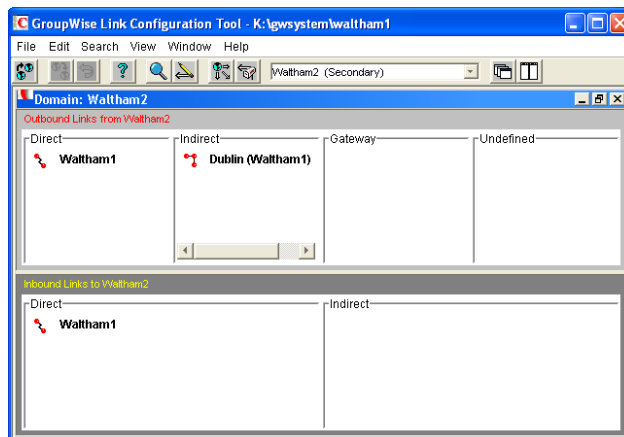 GroupWise Link Configuration Tool - K:\gwsystem\waltham1
File Edit Search View Window Help
Waltham2 (Secondary)
Domain: Waltham2
Outbound Links from Waltham2
Direct Indirect Gateway Undefined
Waltham1 Dublin (Waltham1)
Inbound Links to Waltham2
Direct Indirect
Waltham1